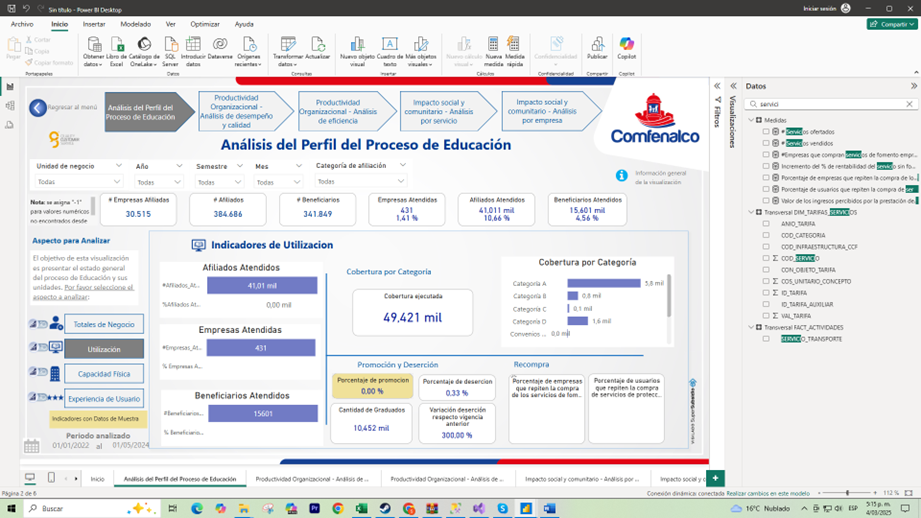 Sin título - Power BI Desktop
Iniciar sesión
Archivo Inicio Insertar Modelado Ver Optimizar Ayuda
Compartir
Pegar
Cortar
Copiar
Copiar formato
Portapapeles
Obtener datos
Libro de Excel
Catálogo de OneLake
SQL Server
Introducir datos
Dataverse
Orígenes recientes
Datos
Transformar datos
Actualizar
Consultas
Nuevo objeto visual
Cuadro de texto
Más objetos visuales
Insertar
Nuevo cálculo visual
Nueva medida
Medida rápida
Cálculos
Confidencialidad
Confidencialidad
Publicar
Compartir
Copilot
Copilot
Regresar al menú
Análisis del Perfil del Proceso de Educación
Productividad Organizacional - Análisis de desempeño y calidad
Productividad Organizacional - Análisis de eficiencia
Impacto social y comunitario - Análisis por servicio
Impacto social y comunitario - Análisis por empresa
Comfenalco
Análisis del Perfil del Proceso de Educación
Unidad de negocio
Todas
Año
Todas
Semestre
Todas
Mes
Todas
Categoría de afiliación
Todas
Información general de la visualización
Nota: se asigna "-1" para valores numéricos no encontrados desde
# Empresas Afiliadas
30.515
# Afiliados
384.686
# Beneficiarios
341.849
Empresas Atendidas
431
1,41 %
Afiliados Atendidos
41,011 mil
10,66 %
Beneficiarios Atendidos
15,601 mil
4,56 %
Aspecto para Analizar
El objetivo de esta visualización es presentar el estado general del proceso de Educación y sus unidades. Por favor seleccione el aspecto a analizar:
Totales de Negocio
Utilización
Capacidad Física
Experiencia de Usuario
Indicadores con Datos de Muestra
Periodo analizado
01/01/2022 al 01/05/2024
Indicadores de Utilizacion
Afiliados Atendidos
#Afiliados_At...
41,01 mil
%Afiliados At...
0,00 mil
Empresas Atendidas
#Empresas_At...
431
% Empresas A...
Beneficiarios Atendidos
#Beneficiarios...
15601
% Beneficiario...
Cobertura por Categoría
Cobertura ejecutada
49,421 mil
Cobertura por Categoría
Categoría A 5,8 mil
Categoría B 0,8 mil
Categoría C 0,1 mil
Categoría D 1,6 mil
Convenios ... 0,0 mil
Promoción y Deserción
Porcentaje de promocion
0,00 %
Porcentaje de desercion
0,33 %
Cantidad de Graduados
10,452 mil
Variación deserción respecto vigencia anterior
300,00 %
Recompra
Porcentaje de empresas que repiten la compra de los servicios de fom...
Porcentaje de usuarios que repiten la compra de servicios de protecc...
Filtros
Visualizaciones
Datos
servici
Medidas
# Servicios ofertados
# Servicios vendidos
#Empresas que compran servicios de fomento emp...
Incremento del % de rentabilidad del servicio sin fo...
Porcentaje de empresas que repiten la compra de lo...
Porcentaje de usuarios que repiten la compra de ser...
Valor de los ingresos percibidos por la prestación de...
Transversal DIM_TARIFAS_SERVICIOS
ANIO_TARIFA
COD_CATEGORIA
COD_INFRAESTRUCTURA_CCF
COD_SERVICIO
CON_OBJETO_TARIFA
COS_UNITARIO_CONCEPTO
ID_TARIFA
ID_TARIFA_AUXILIAR
VAL_TARIFA
Transversal FACT_ACTIVIDADES
SERVICIO_TRANSPORTE
Inicio
Análisis del Perfil del Proceso de Educación
Productividad Organizacional - Análisis de ...
Productividad Organizacional - Análisis de ...
Impacto social y comunitario - Análisis por ...
Impacto social y co
Página 2 de 8
Conexión dinámica: conectada Realizar cambios en este modelo
112 %
Buscar
16°C Nublado
ESP
5:15 p. m.
4/03/2025